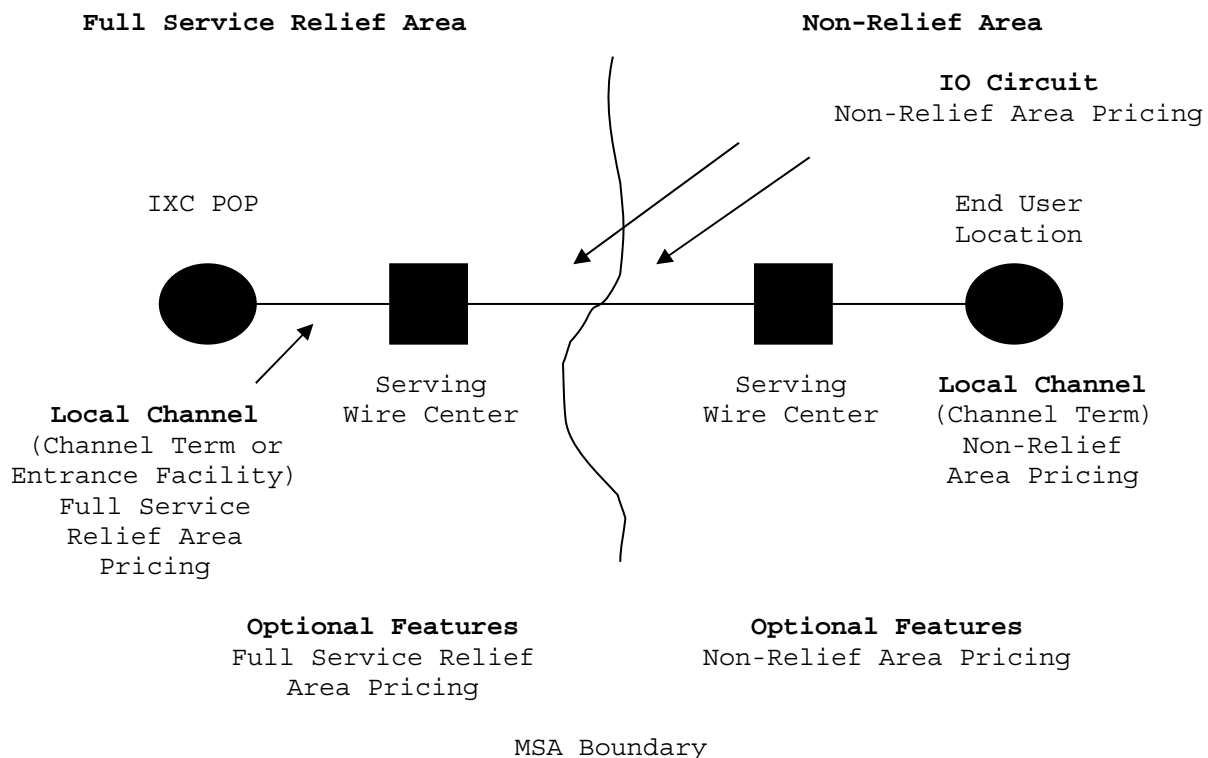 Full Service Relief Area
Non-Relief Area
IO Circuit
Non-Relief Area Pricing
IXC POP
End User
Location
Serving
Wire Center
Serving
Wire Center
Local Channel
(Channel Term)
Non-Relief
Area Pricing
Local Channel
(Channel Term or
Entrance Facility)
Full Service
Relief Area
Pricing
Optional Features
Full Service Relief
Area Pricing
Optional Features
Non-Relief Area Pricing
MSA Boundary